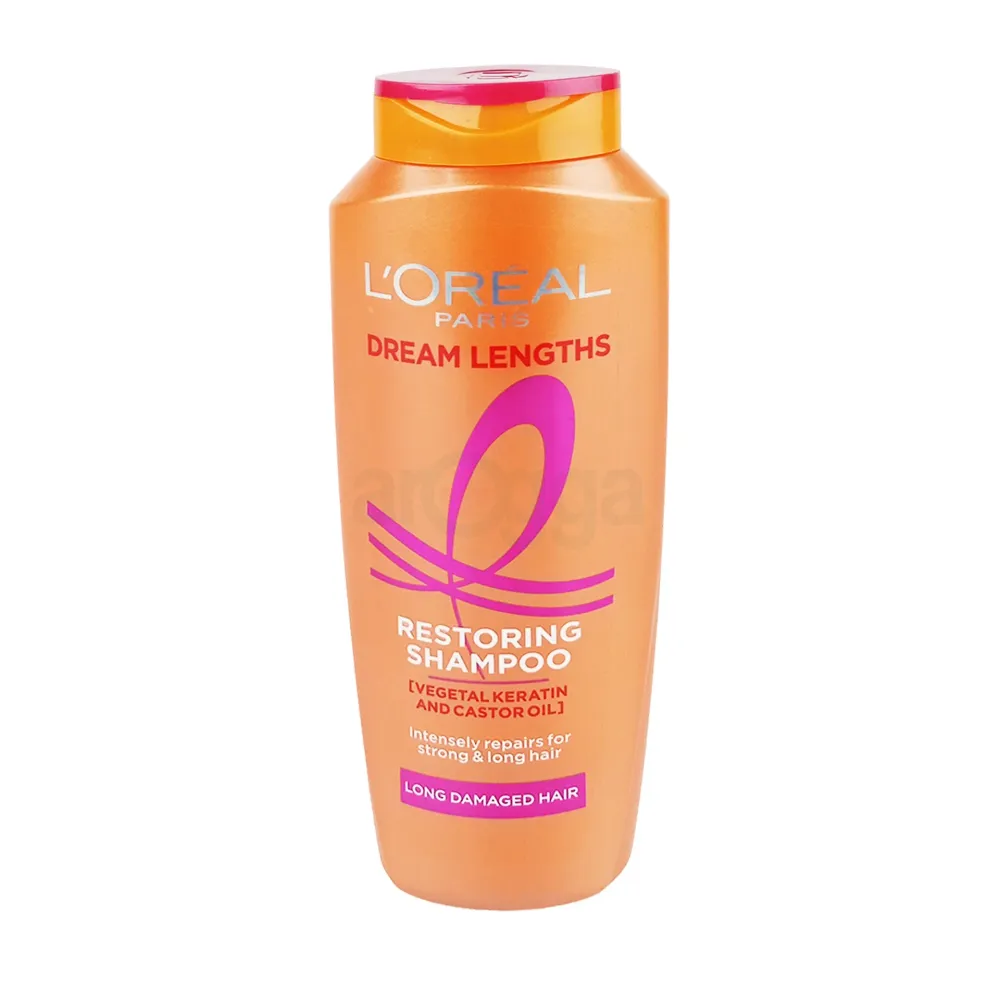 L'ORÉAL
PARIS
DREAM LENGTHS
arogga
RESTORING
SHAMPOO
[VEGETAL KERATIN
AND CASTOR OIL]
Intensely repairs for
strong & long hair
LONG DAMAGED HAIR